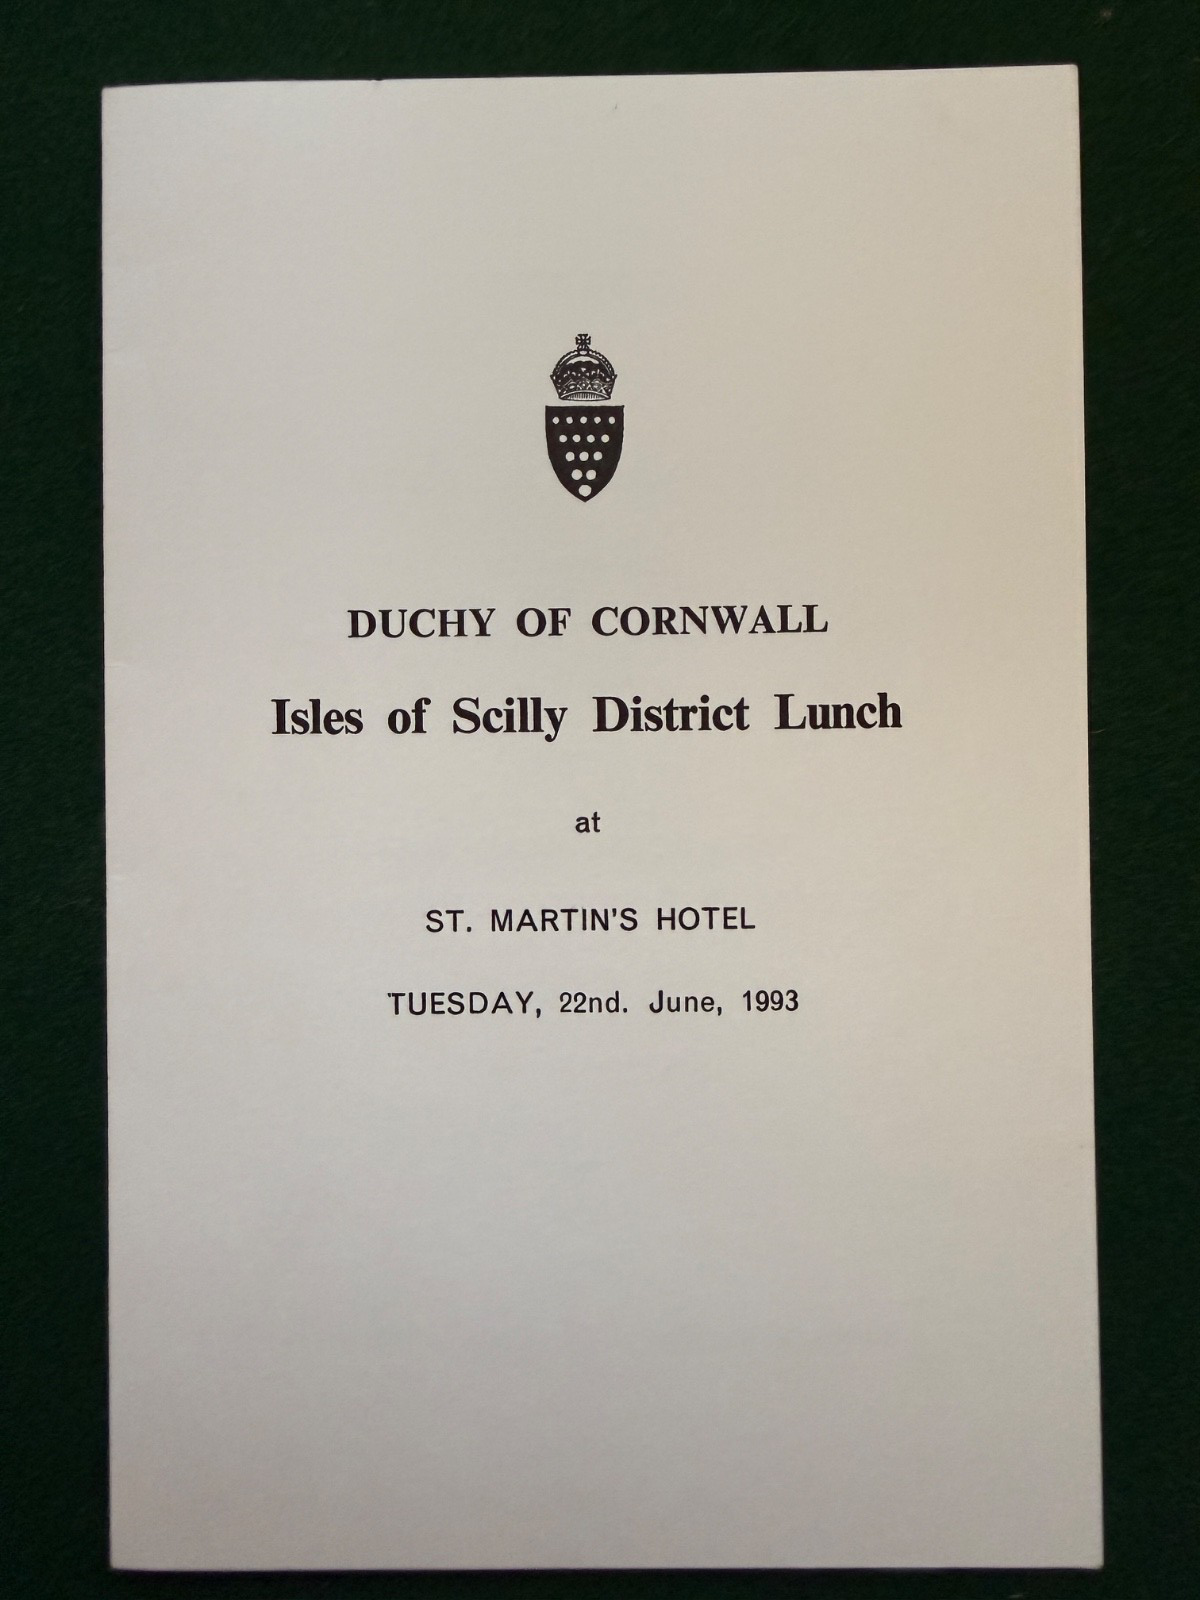 DUCHY OF CORNWALL
Isles of Scilly District Lunch
at
ST. MARTIN'S HOTEL
TUESDAY, 22nd. June, 1993